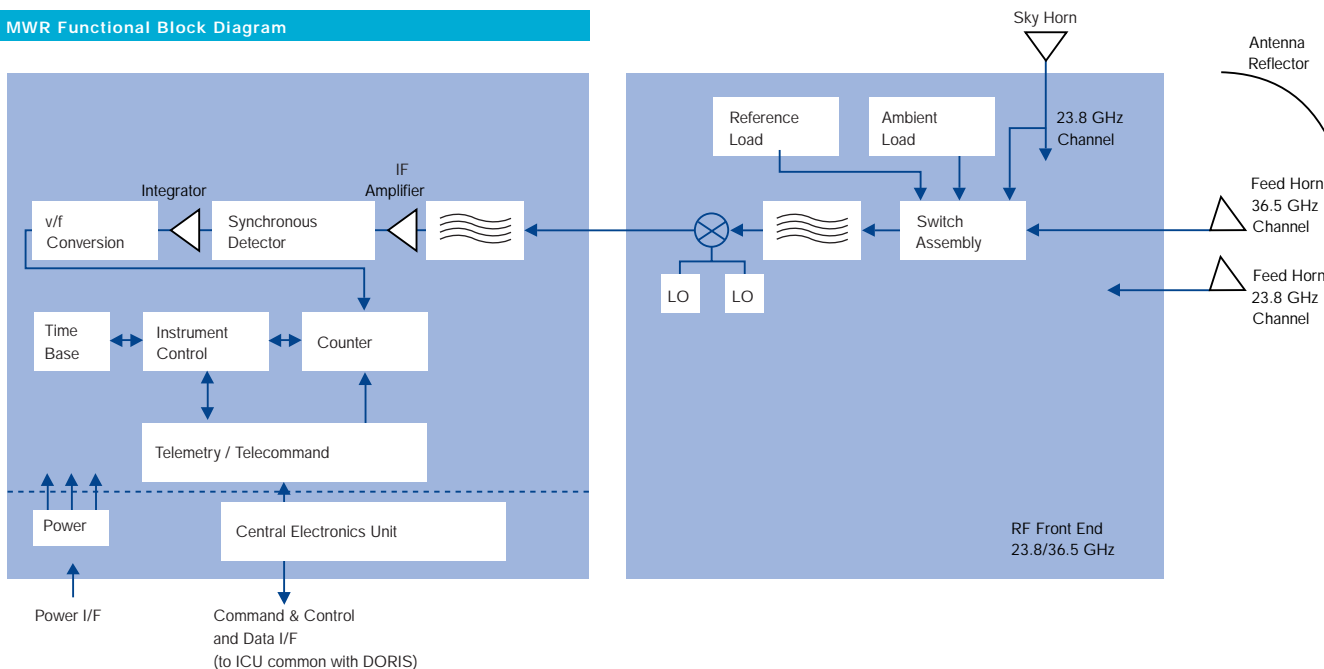 MWR Functional Block Diagram
Sky Horn
Antenna
Reflector
Reference
Load
Ambient
Load
23.8 GHz
Channel
Integrator
IF
Amplifier
v/f
Conversion
Synchronous
Detector
Switch
Assembly
Feed Horn
36.5 GHz
Channel
LO
LO
Feed Horn
23.8 GHz
Channel
Time
Base
Instrument
Control
Counter
Telemetry / Telecommand
Power
Central Electronics Unit
RF Front End
23.8/36.5 GHz
Power I/F
Command & Control
and Data I/F
(to ICU common with DORIS)